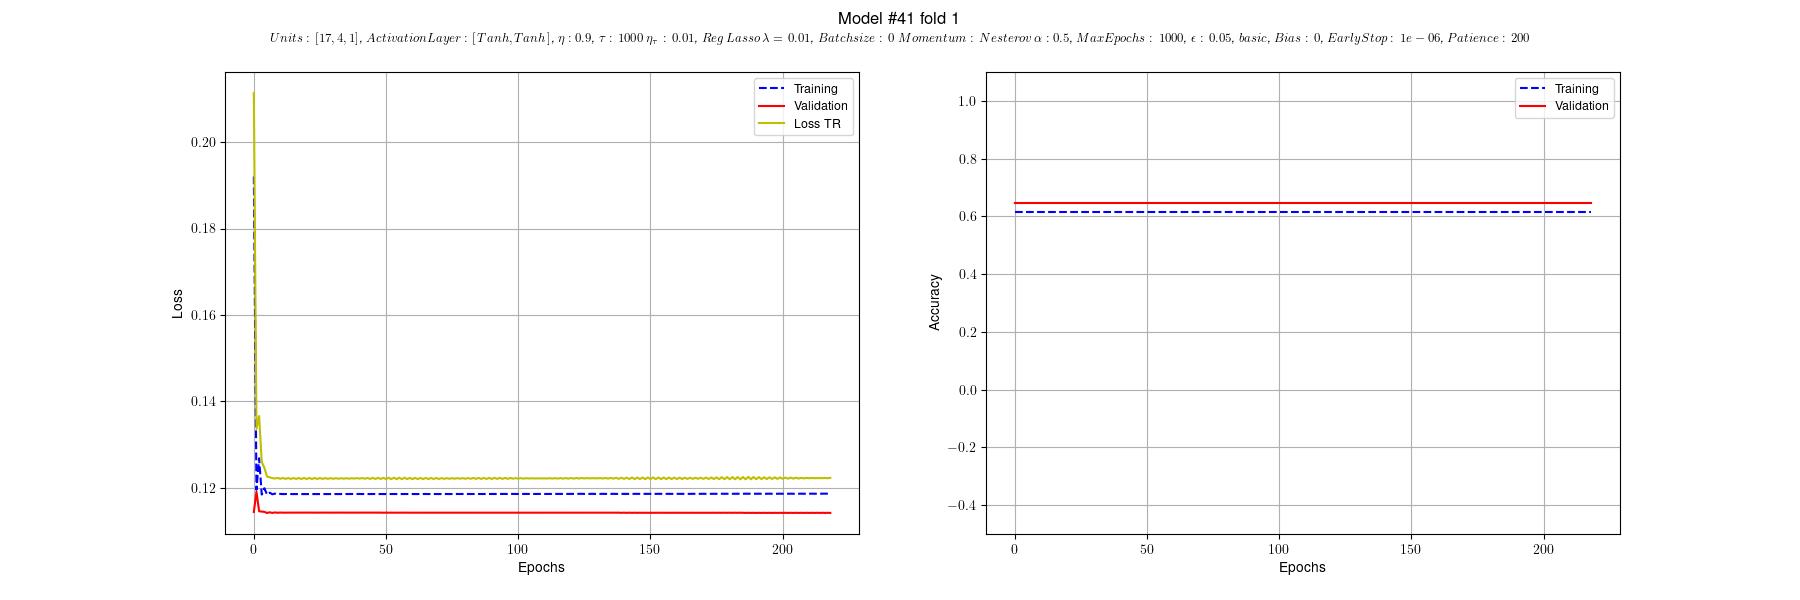 Model #41 fold 1
Units : [17, 4, 1], ActivationLayer : [Tanh, Tanh], η : 0.9, τ : 1000 ητ : 0.01, Reg Lasso λ = 0.01, Batchsize : 0 Momentum : Nesterov α : 0.5, MaxEpochs : 1000, ϵ : 0.05, basic, Bias : 0, EarlyStop : 1e − 06, Patience : 200
Training
Validation
Loss TR
0.20
0.18
0.16
0.14
0.12
Loss
0
50
100
150
200
Epochs
Training
Validation
1.0
0.8
0.6
0.4
0.2
0.0
−0.2
−0.4
Accuracy
0
50
100
150
200
Epochs